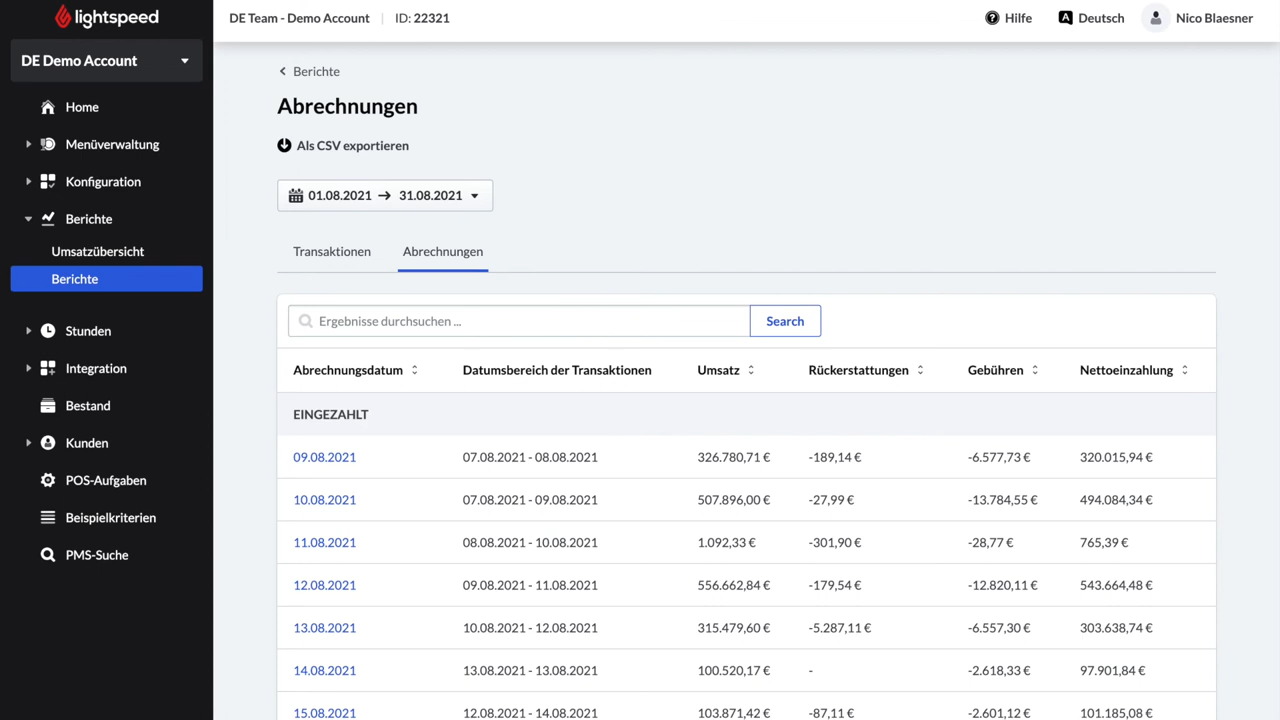 lightspeed
DE Team - Demo Account
ID: 22321
Hilfe
A Deutsch
Nico Blaesner
DE Demo Account
Home
Menüverwaltung
Konfiguration
Berichte
Umsatzübersicht
Berichte
Stunden
Integration
Bestand
Kunden
POS-Aufgaben
Beispielkriterien
PMS-Suche
Berichte
Abrechnungen
Als CSV exportieren
01.08.2021 → 31.08.2021
Transaktionen Abrechnungen
Ergebnisse durchsuchen ... Search
Abrechnungsdatum Datumsbereich der Transaktionen Umsatz Rückerstattungen Gebühren Nettoeinzahlung
EINGEZAHLT
09.08.2021 07.08.2021 - 08.08.2021 326.780,71 € -189,14 € -6.577,73 € 320.015,94 €
10.08.2021 07.08.2021 - 09.08.2021 507.896,00 € -27,99 € -13.784,55 € 494.084,34 €
11.08.2021 08.08.2021 - 10.08.2021 1.092,33 € -301,90 € -28,77 € 765,39 €
12.08.2021 09.08.2021 - 11.08.2021 556.662,84 € -179,54 € -12.820,11 € 543.664,48 €
13.08.2021 10.08.2021 - 12.08.2021 315.479,60 € -5.287,11 € -6.557,30 € 303.638,74 €
14.08.2021 13.08.2021 - 13.08.2021 100.520,17 € - -2.618,33 € 97.901,84 €
15.08.2021 12.08.2021 - 14.08.2021 103.871,42 € -87,11 € -2.601,12 € 101.185,08 €